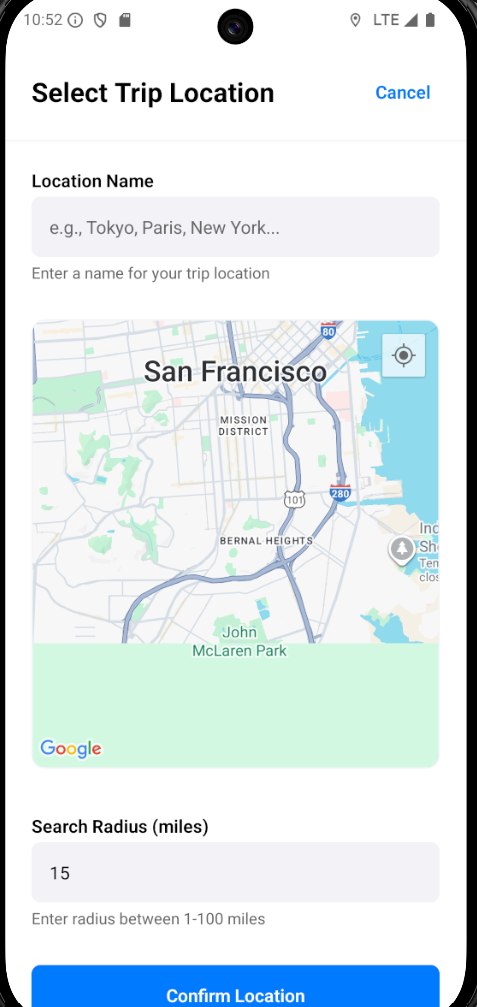 10:52 LTE
Select Trip Location
Cancel
Location Name
e.g., Tokyo, Paris, New York...
Enter a name for your trip location
80
San Francisco
MISSION
DISTRICT
280
101
BERNAL HEIGHTS
Ind
Sh
Tem
clos
John
McLaren Park
Google
Search Radius (miles)
15
Enter radius between 1-100 miles
Confirm Location